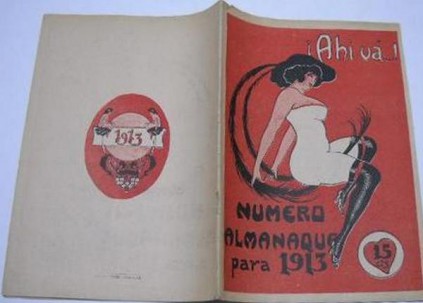 1913
¡Ahi vá..!
NUMERO
ALMANAQUE
para 1913
15